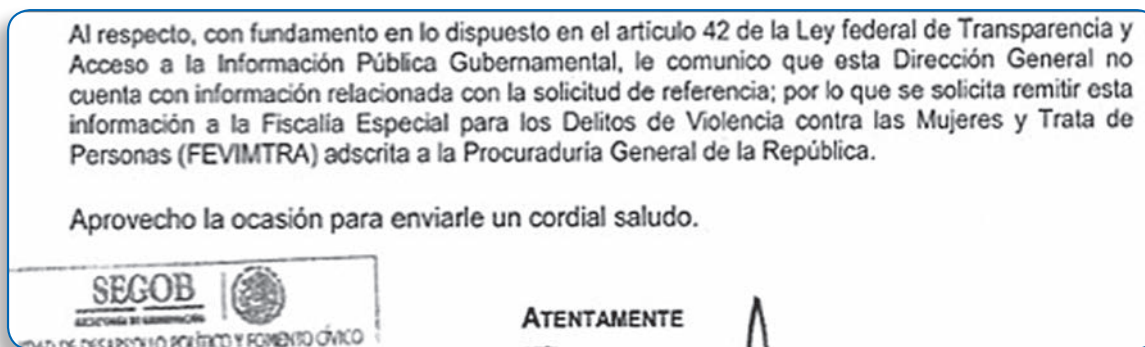 Al respecto, con fundamento en lo dispuesto en el articulo 42 de la Ley federal de Transparencia y
Acceso a la Información Pública Gubernamental, le comunico que esta Dirección General no
cuenta con información relacionada con la solicitud de referencia; por lo que se solicita remitir esta
información a la Fiscalía Especial para los Delitos de Violencia contra las Mujeres y Trata de
Personas (FEVIMTRA) adscrita a la Procuraduría General de la República.
Aprovecho la ocasión para enviarle un cordial saludo.
SEGOB
DE DESARROLLO POLÍTICO Y FOMENTO CÍVICO
ATENTAMENTE